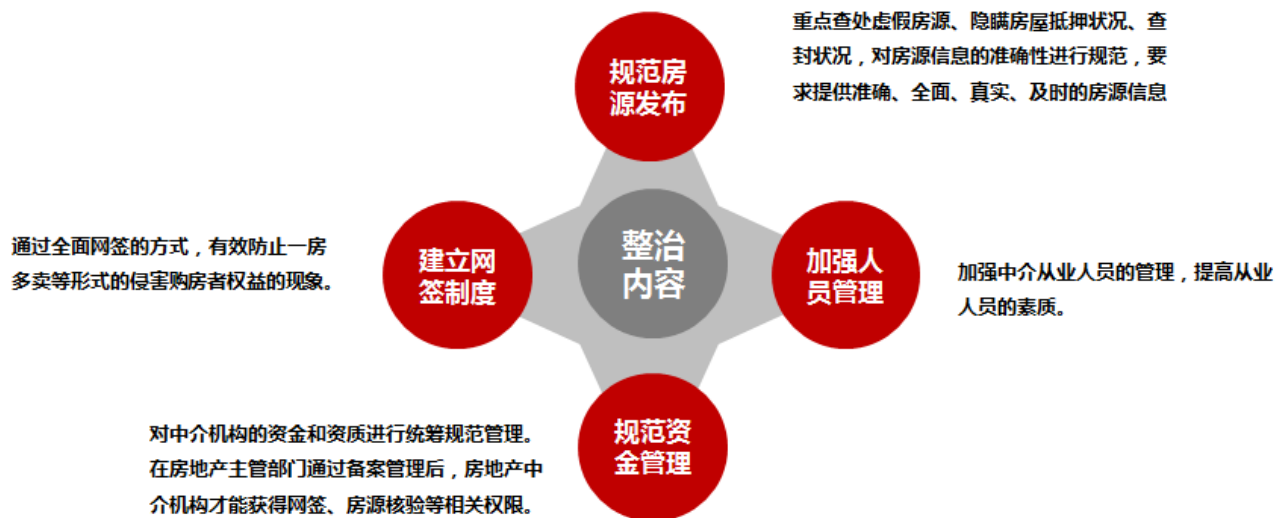 规范房
源发布
重点查处虚假房源、隐瞒房屋抵押状况、查
封状况，对房源信息的准确性进行规范，要
求提供准确、全面、真实、及时的房源信息
通过全面网签的方式，有效防止一房
多卖等形式的侵害购房者权益的现象。
建立网
签制度
整治
内容
加强人
员管理
加强中介从业人员的管理，提高从业
人员的素质。
对中介机构的资金和资质进行统筹规范管理。
在房地产主管部门通过备案管理后，房地产中
介机构才能获得网签、房源核验等相关权限。
规范资
金管理